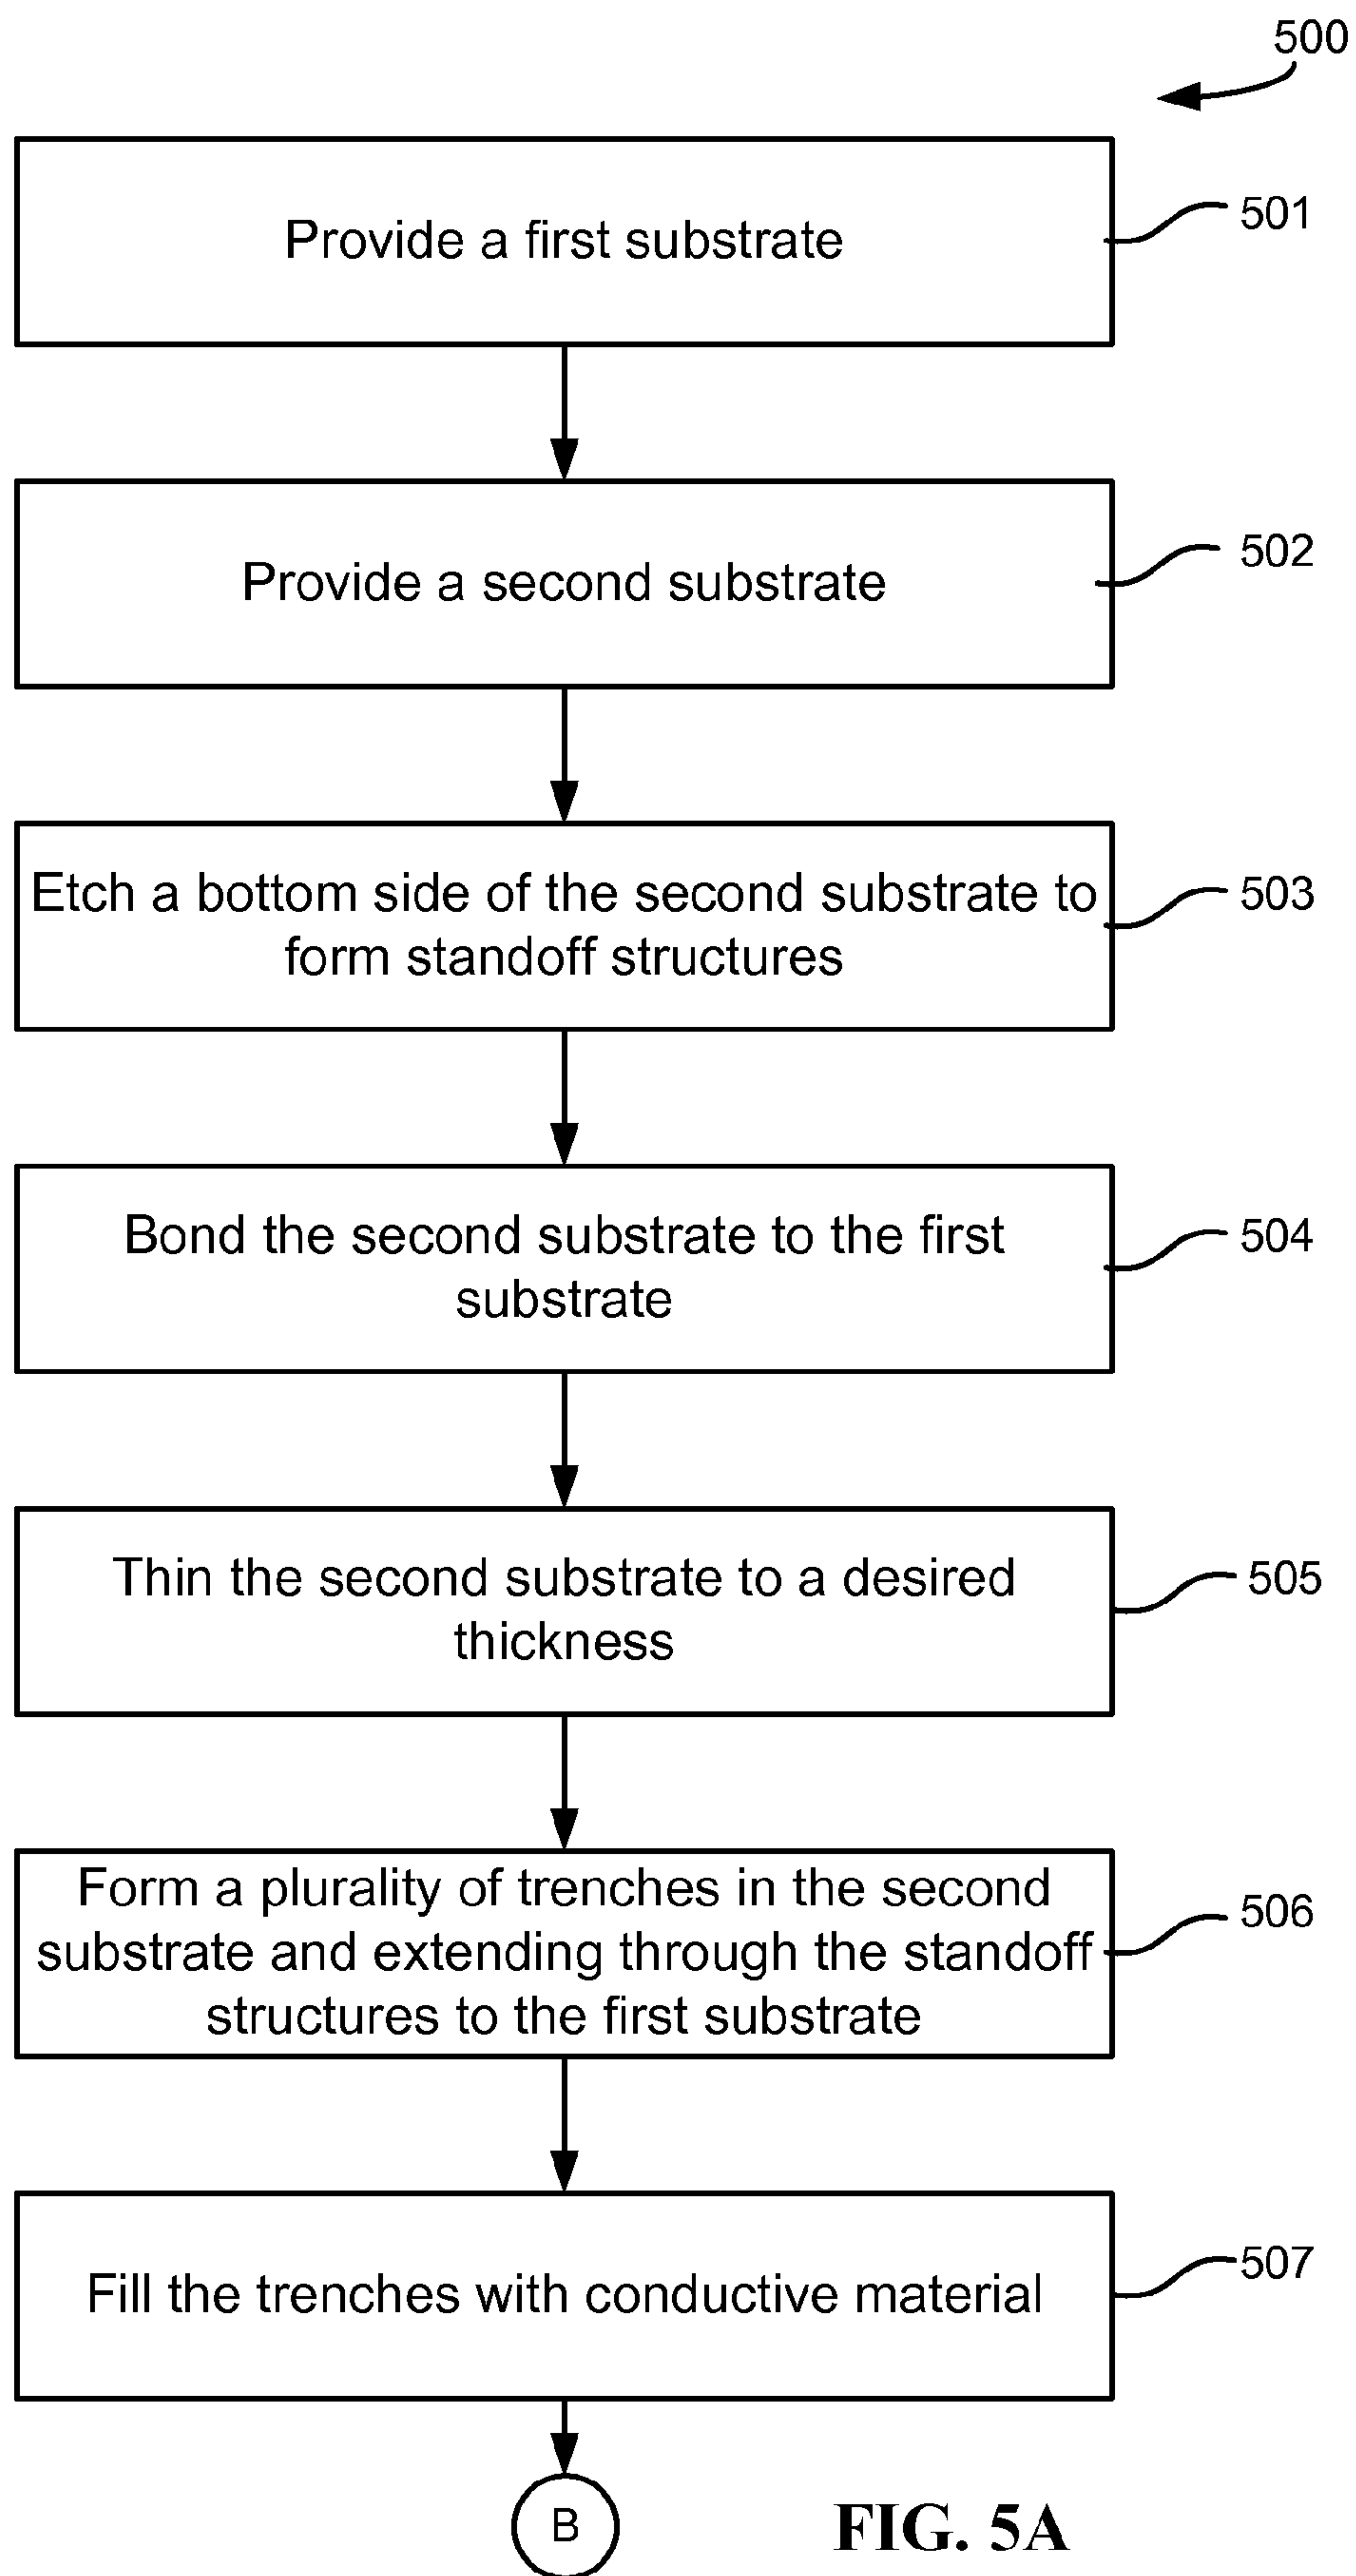 500
Provide a first substrate
501
Provide a second substrate
502
Etch a bottom side of the second substrate to
form standoff structures
503
Bond the second substrate to the first
substrate
504
Thin the second substrate to a desired
thickness
505
Form a plurality of trenches in the second
substrate and extending through the standoff
structures to the first substrate
506
Fill the trenches with conductive material
507
B
FIG. 5A